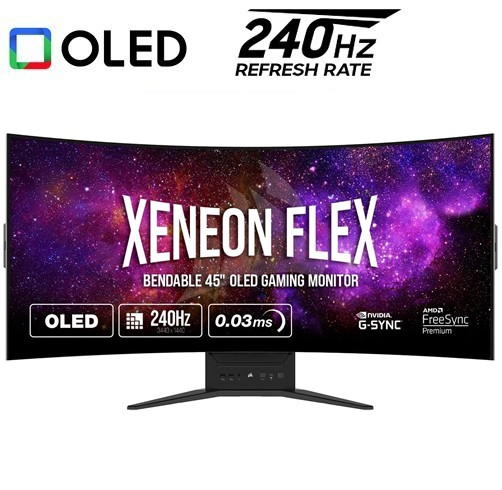 OLED
240Hz
REFRESH RATE
XENEON FLEX
BENDABLE 45" OLED GAMING MONITOR
OLED
240Hz
3440 x 1440
0.03ms
NVIDIA
G-SYNC
AMD
FreeSync
Premium